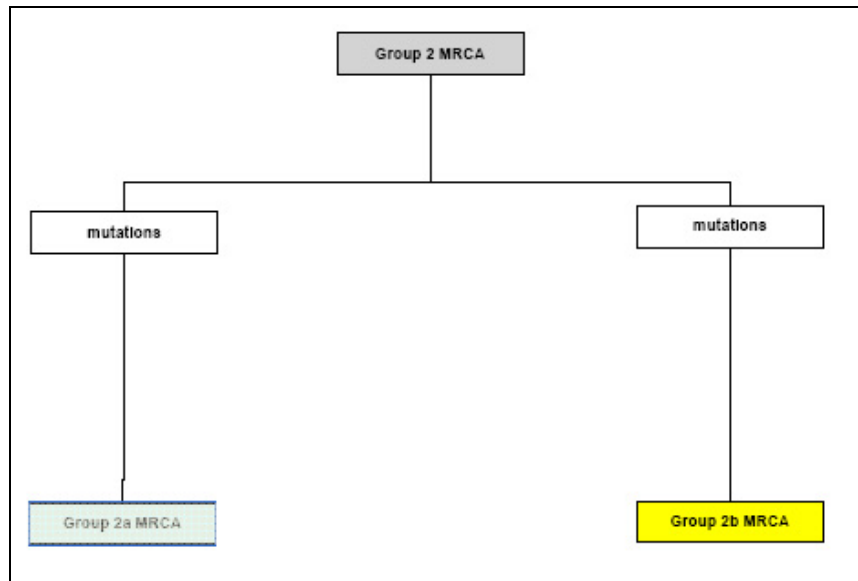 Group 2 MRCA
mutations
mutations
Group 2a MRCA
Group 2b MRCA